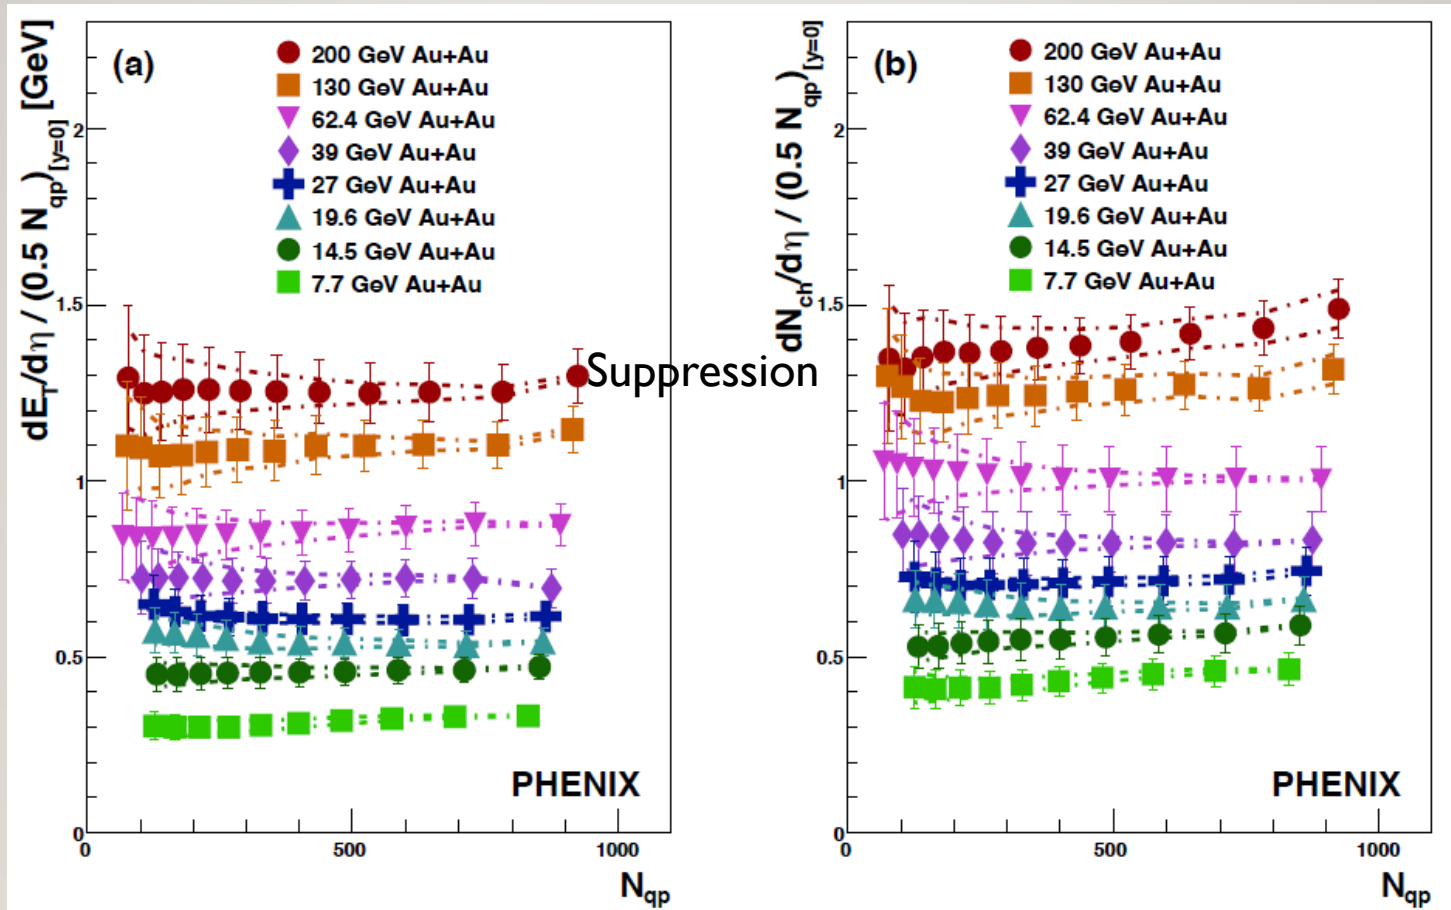 dE_T/dη / (0.5 N_qp)_[y=0] [GeV]
(a)
200 GeV Au+Au
130 GeV Au+Au
62.4 GeV Au+Au
39 GeV Au+Au
27 GeV Au+Au
19.6 GeV Au+Au
14.5 GeV Au+Au
7.7 GeV Au+Au
2
1.5
1
0.5
0
PHENIX
0 500 1000
N_qp
Suppression
dN_ch/dη / (0.5 N_qp)_[y=0]
(b)
200 GeV Au+Au
130 GeV Au+Au
62.4 GeV Au+Au
39 GeV Au+Au
27 GeV Au+Au
19.6 GeV Au+Au
14.5 GeV Au+Au
7.7 GeV Au+Au
2
1.5
1
0.5
0
PHENIX
0 500 1000
N_qp